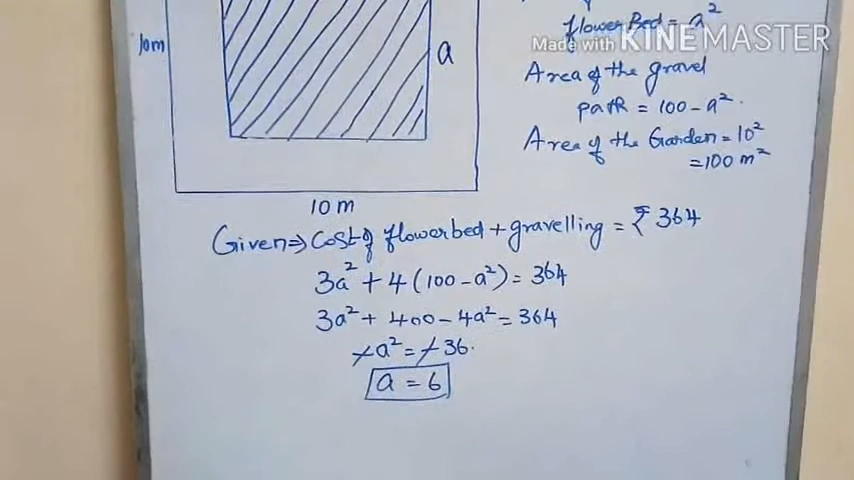 flower Bed = a²
Made with KINEMASTER
10m
a
Area of the gravel
path = 100 - a².
Area of the Garden = 10²
= 100 m²
10 m
Given ⇒ Cost of flowerbed + gravelling = ₹ 364
3a² + 4 (100 - a²) = 364
3a² + 400 - 4a² = 364
-a² = -36.
a = 6